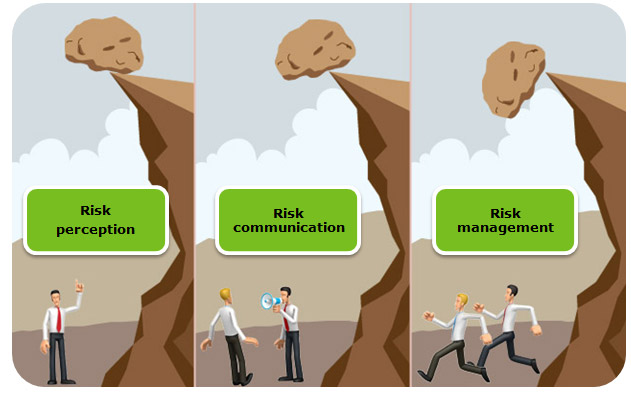 Risk
perception
Risk
communication
Risk
management